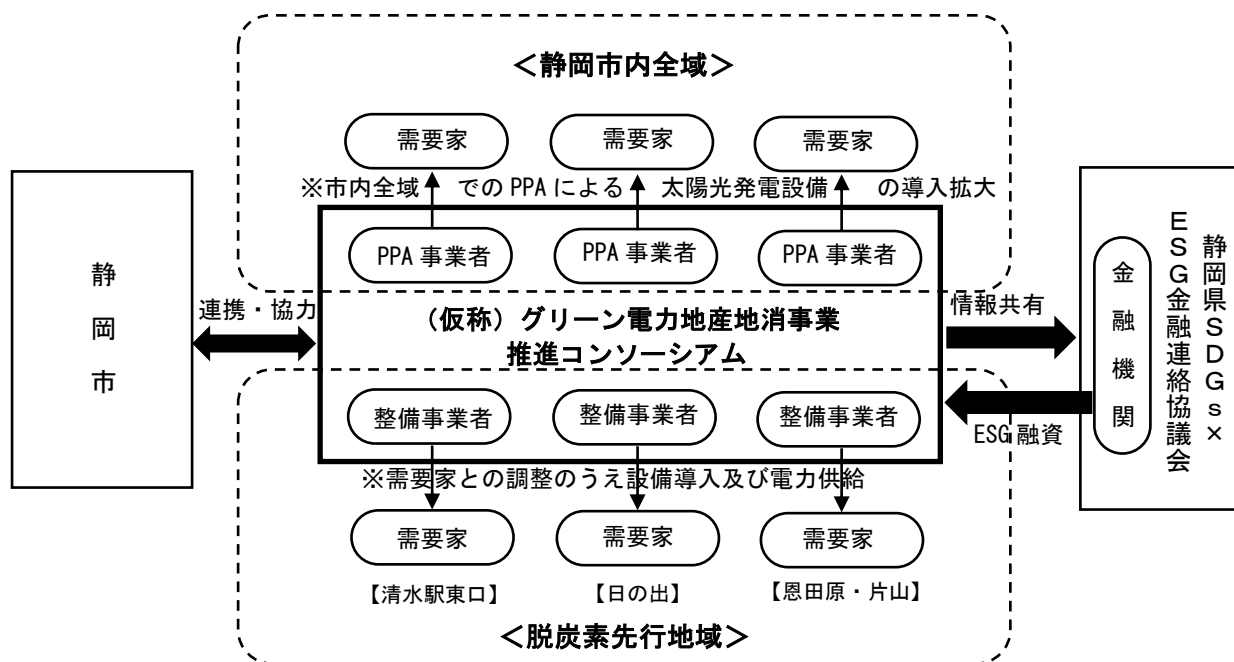 ＜静岡市内全域＞
需要家
需要家
需要家
※市内全域 での PPA による 太陽光発電設備 の導入拡大
PPA 事業者
PPA 事業者
PPA 事業者
静岡市
連携・協力
（仮称）グリーン電力地産地消事業
推進コンソーシアム
情報共有
ESG 融資
金融機関
静岡県ＳＤＧｓ×
ＥＳＧ金融連絡協議会
整備事業者
整備事業者
整備事業者
※需要家との調整のうえ設備導入及び電力供給
需要家
需要家
需要家
【清水駅東口】
【日の出】
【恩田原・片山】
＜脱炭素先行地域＞